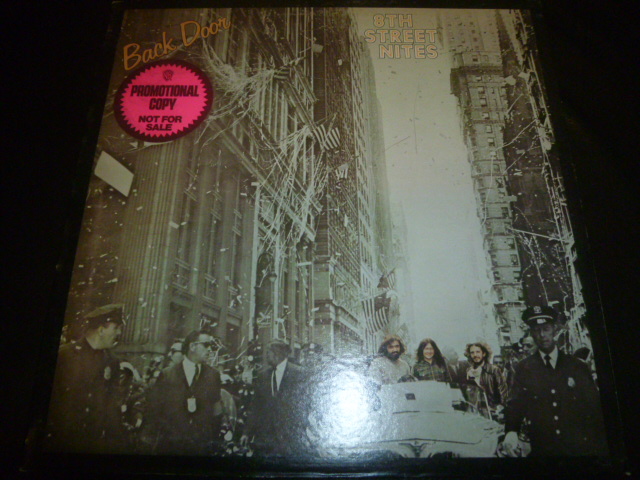 Back Door
8TH
STREET
NITES
PROMOTIONAL
COPY
NOT FOR
SALE